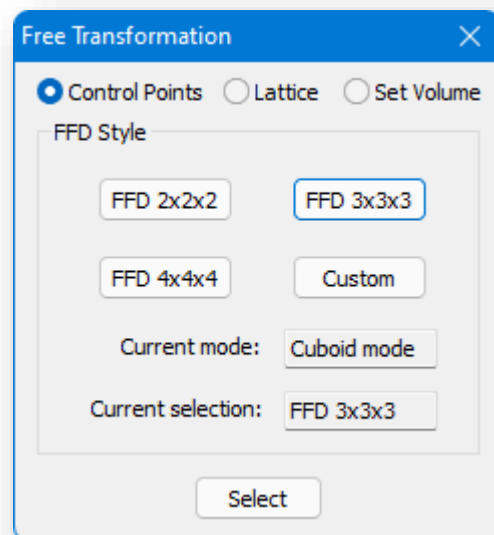 Free Transformation
Control Points Lattice Set Volume
FFD Style
FFD 2x2x2 FFD 3x3x3
FFD 4x4x4 Custom
Current mode: Cuboid mode
Current selection: FFD 3x3x3
Select